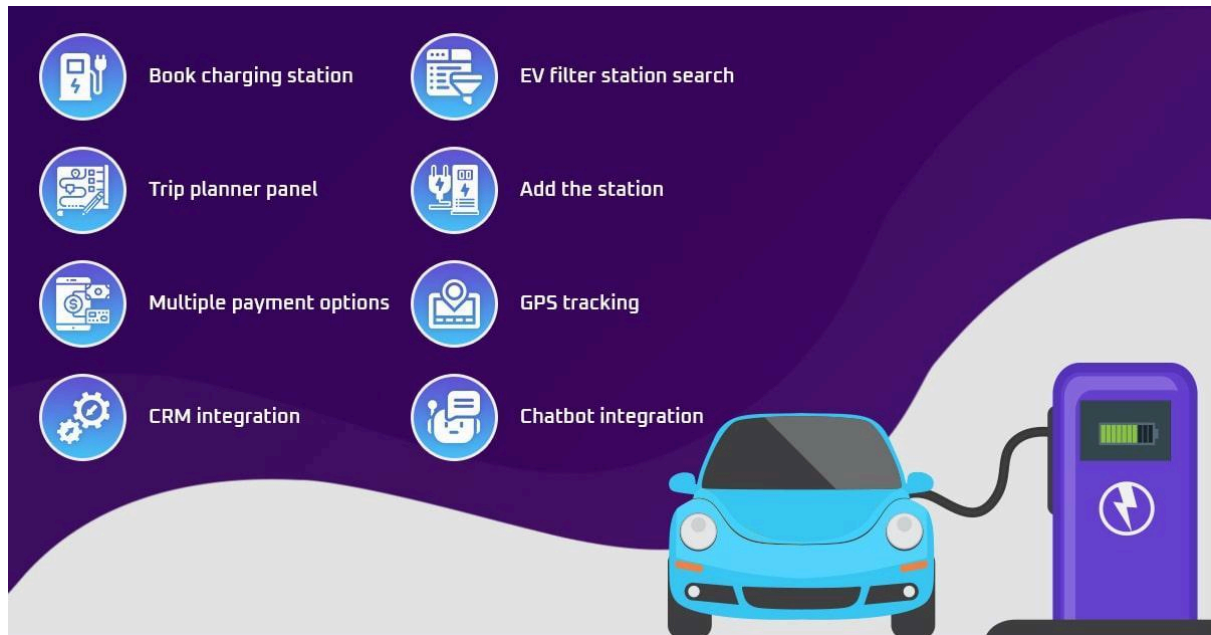 Book charging station
EV filter station search
Trip planner panel
Add the station
Multiple payment options
GPS tracking
CRM integration
Chatbot integration